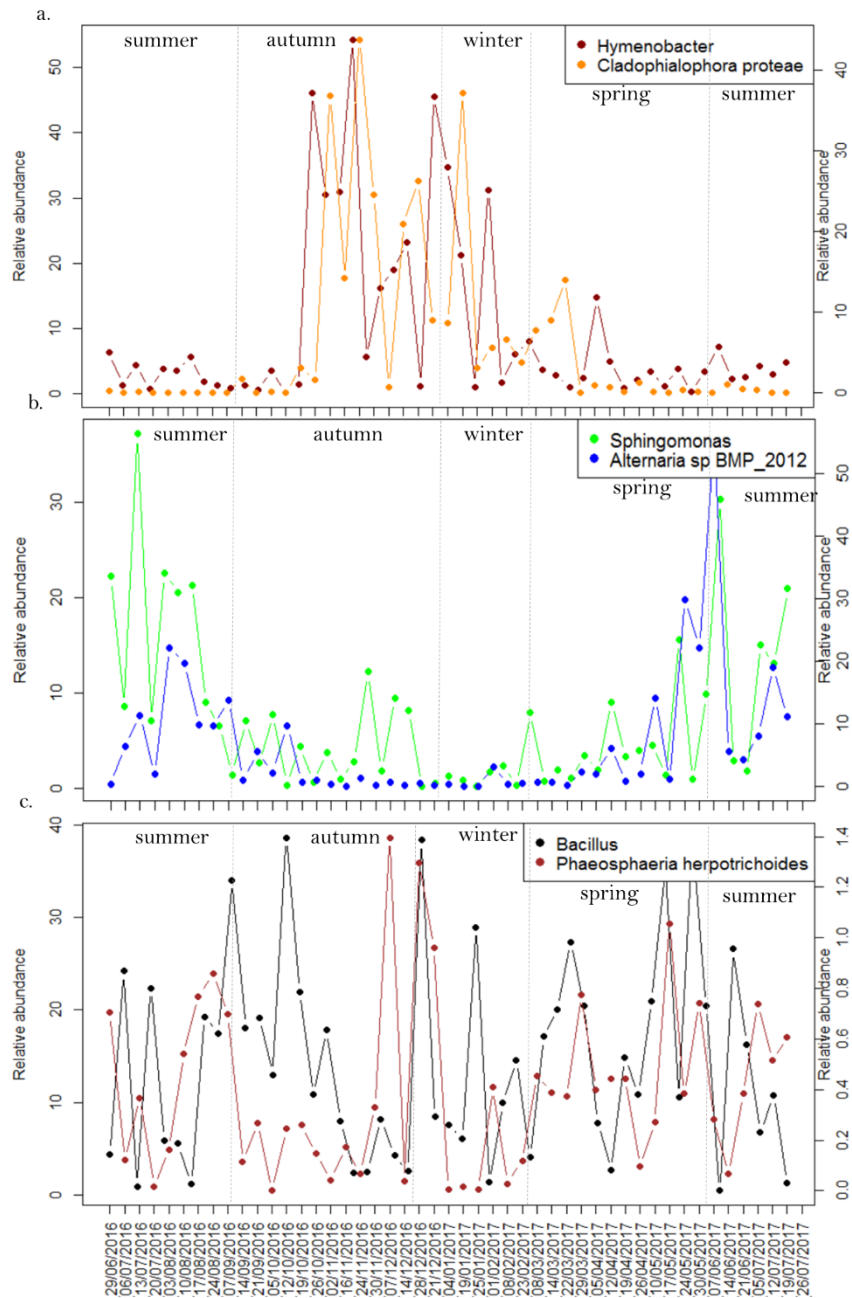 a.
summer autumn winter
Hymenobacter
Cladophialophora proteae
spring summer
Relative abundance
0 10 20 30 40 50
Relative abundance
0 10 20 30 40
b.
summer autumn winter
Sphingomonas
Alternaria sp BMP_2012
spring summer
Relative abundance
0 10 20 30
Relative abundance
0 10 20 30 40 50
c.
summer autumn winter
Bacillus
Phaeosphaeria herpotrichoides
spring summer
Relative abundance
0 10 20 30 40
Relative abundance
0.0 0.2 0.4 0.6 0.8 1.0 1.2 1.4
29/06/2016
06/07/2016
13/07/2016
20/07/2016
03/08/2016
10/08/2016
17/08/2016
24/08/2016
07/09/2016
14/09/2016
21/09/2016
05/10/2016
12/10/2016
19/10/2016
26/10/2016
02/11/2016
16/11/2016
24/11/2016
30/11/2016
07/12/2016
14/12/2016
28/12/2016
21/12/2016
04/01/2017
19/01/2017
25/01/2017
01/02/2017
08/02/2017
23/02/2017
08/03/2017
14/03/2017
22/03/2017
29/03/2017
05/04/2017
12/04/2017
19/04/2017
26/04/2017
10/05/2017
17/05/2017
24/05/2017
30/05/2017
07/06/2017
14/06/2017
21/06/2017
05/07/2017
12/07/2017
19/07/2017
26/07/2017